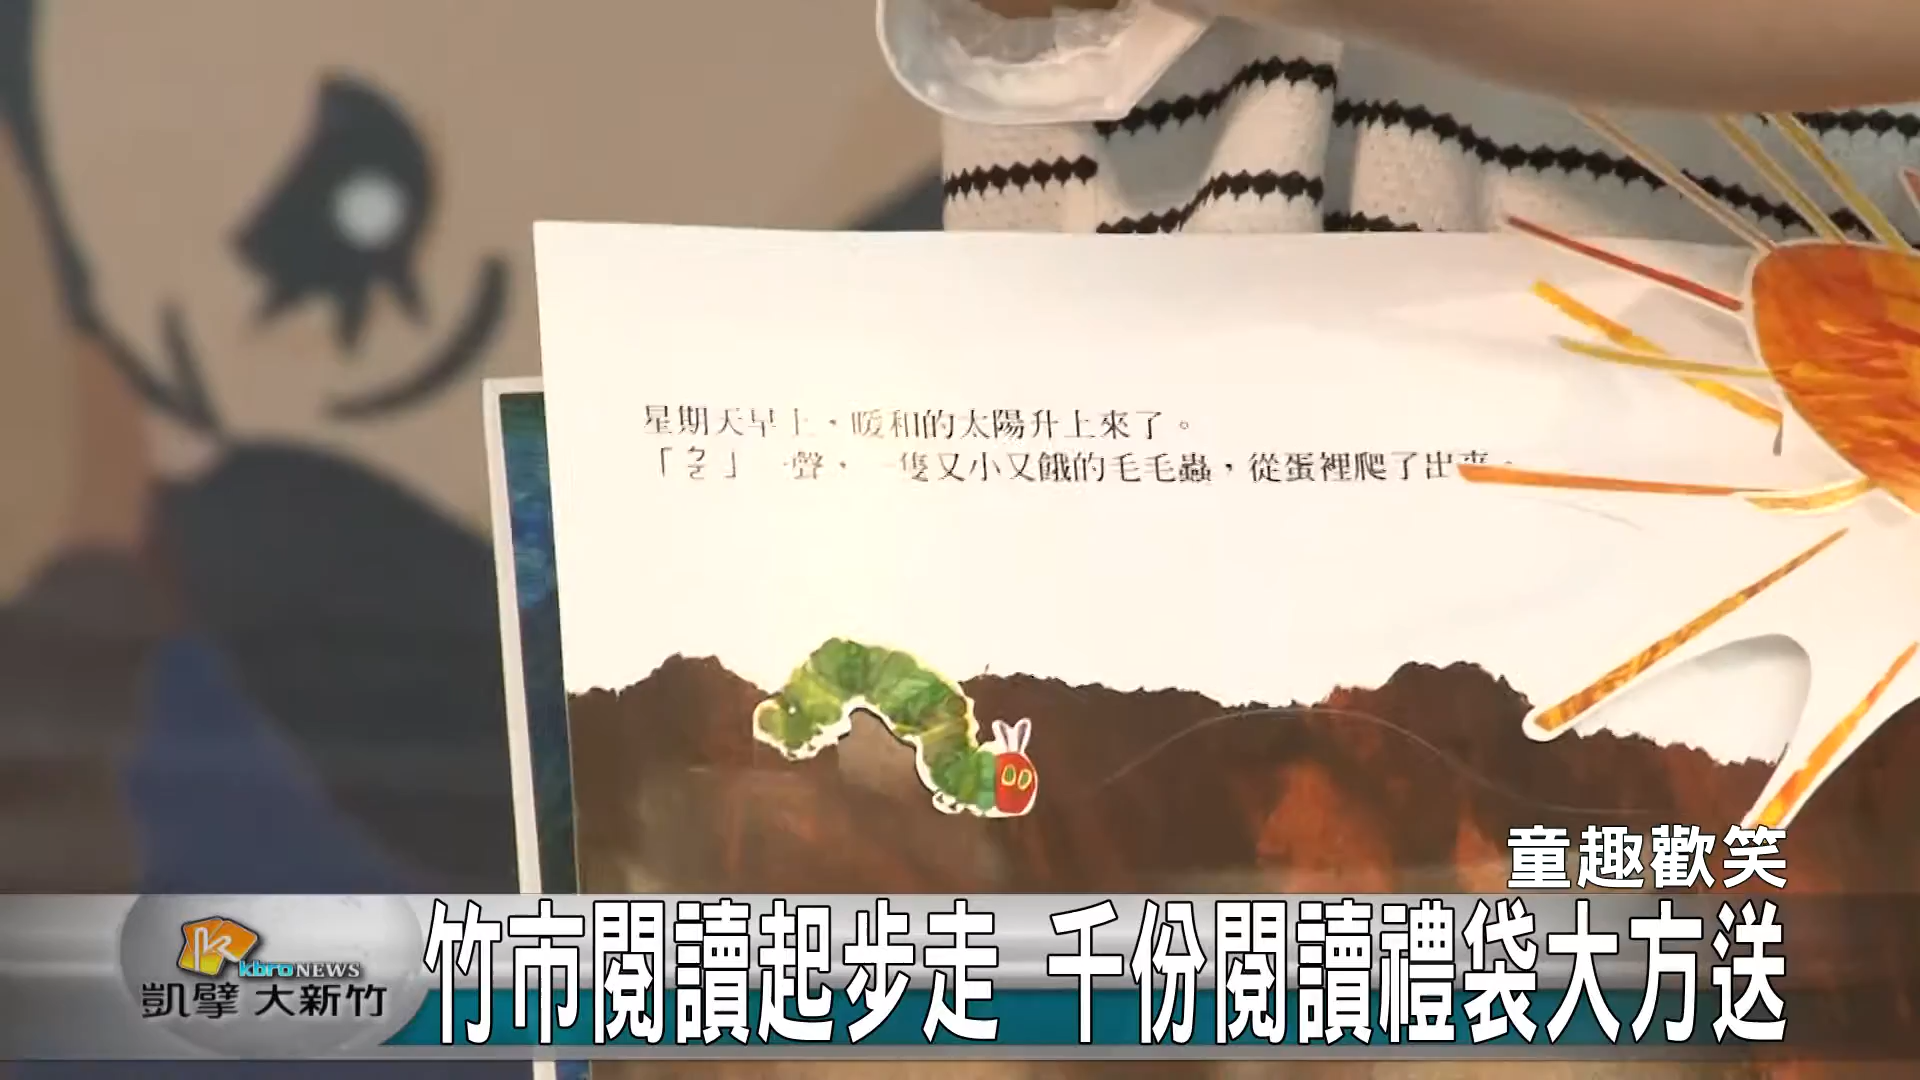 星期天早上，暖和的太陽升上來了。
「ㄅㄛ」一聲，一隻又小又餓的毛毛蟲，從蛋裡爬了出來。
童趣歡笑
竹市閱讀起步走 千份閱讀禮袋大方送
kbro NEWS
凱擘 大新竹